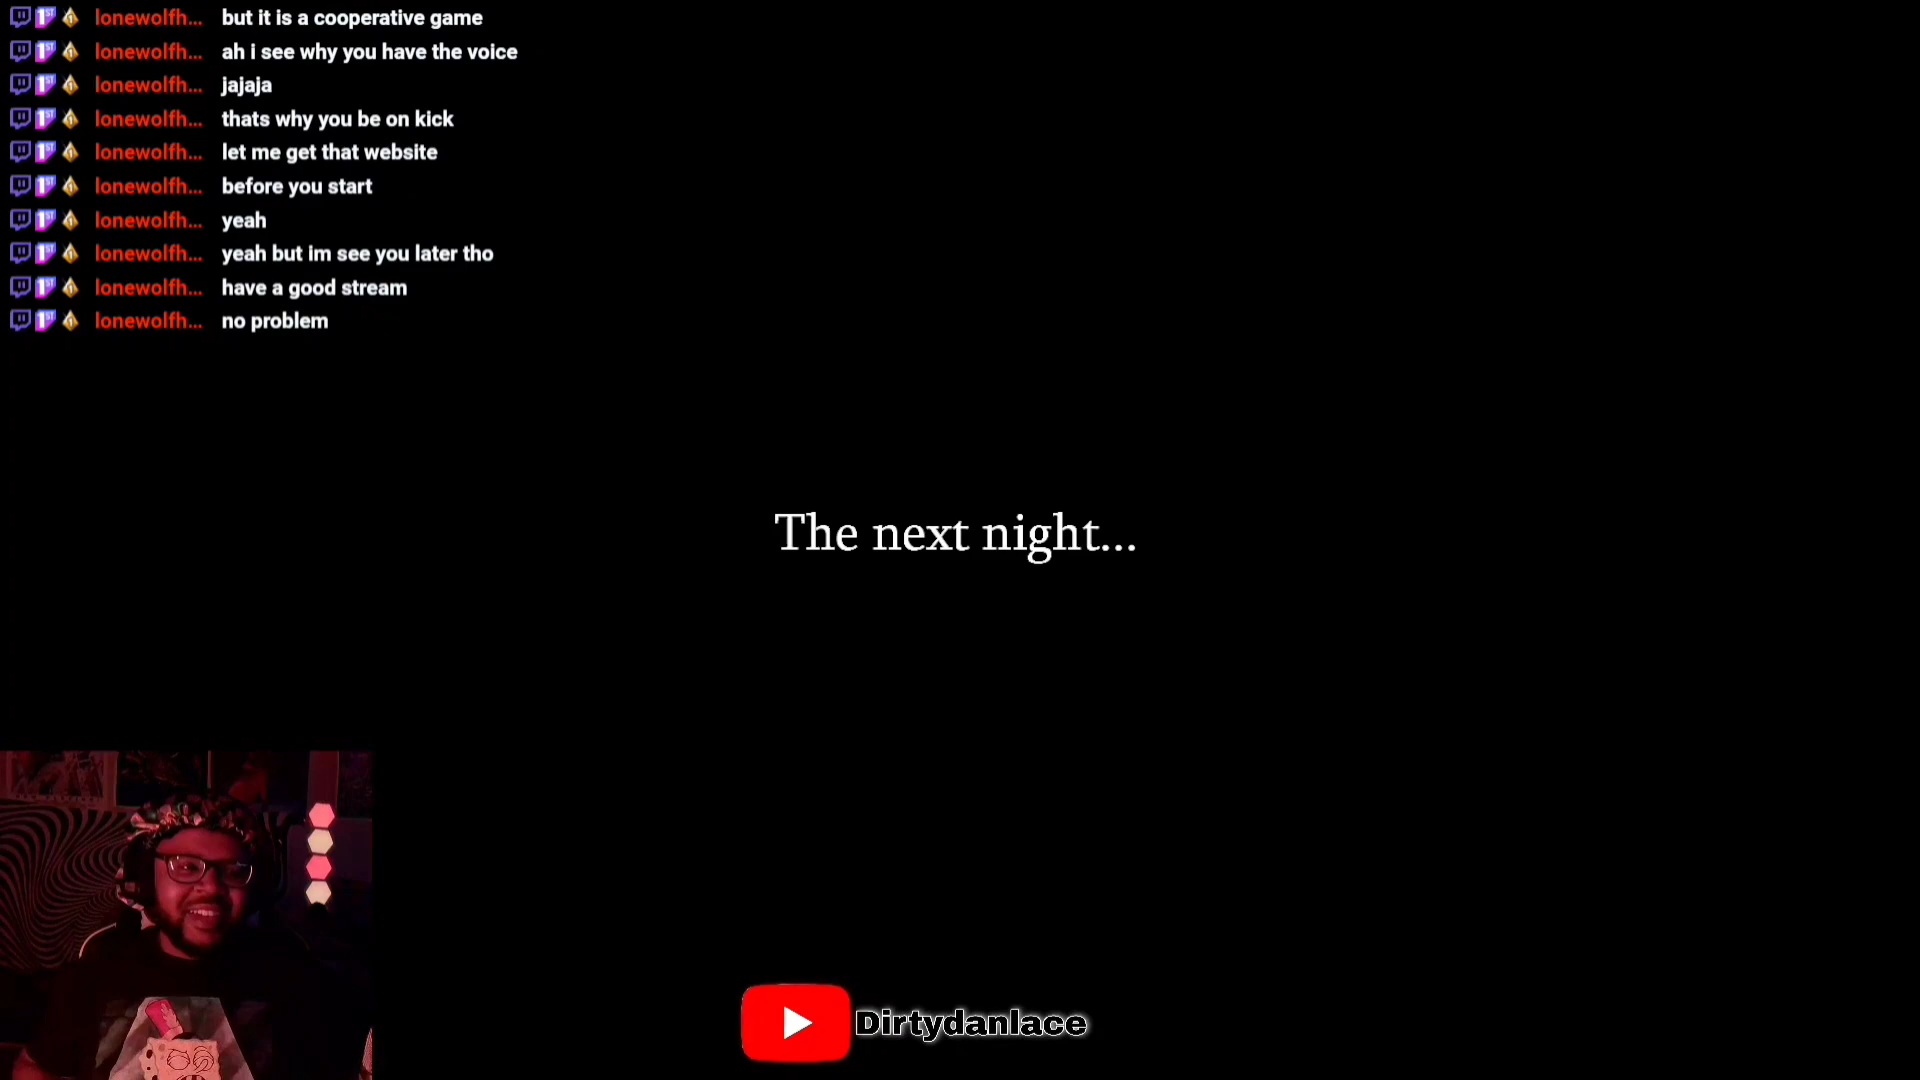 lonewolfh... but it is a cooperative game
lonewolfh... ah i see why you have the voice
lonewolfh... jajaja
lonewolfh... thats why you be on kick
lonewolfh... let me get that website
lonewolfh... before you start
lonewolfh... yeah
lonewolfh... yeah but im see you later tho
lonewolfh... have a good stream
lonewolfh... no problem
The next night...
Dirtydanlace